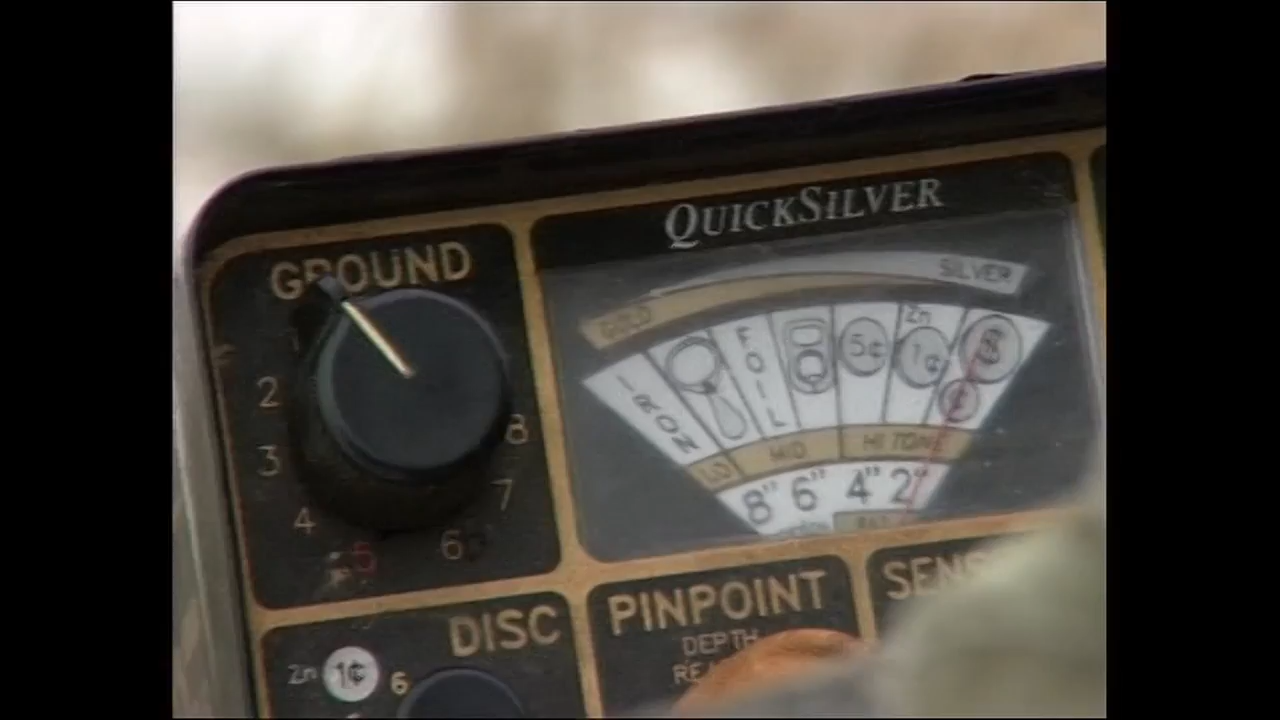 QUICKSILVER
GROUND
SILVER
GOLD
IRON
FOIL
5¢
Zn
1¢
$
¢
LO
MID
HI TONE
8" 6" 4" 2"
2
3
4
5
6
7
8
DISC
Zn 1¢ 6
PINPOINT
DEPTH
SENS